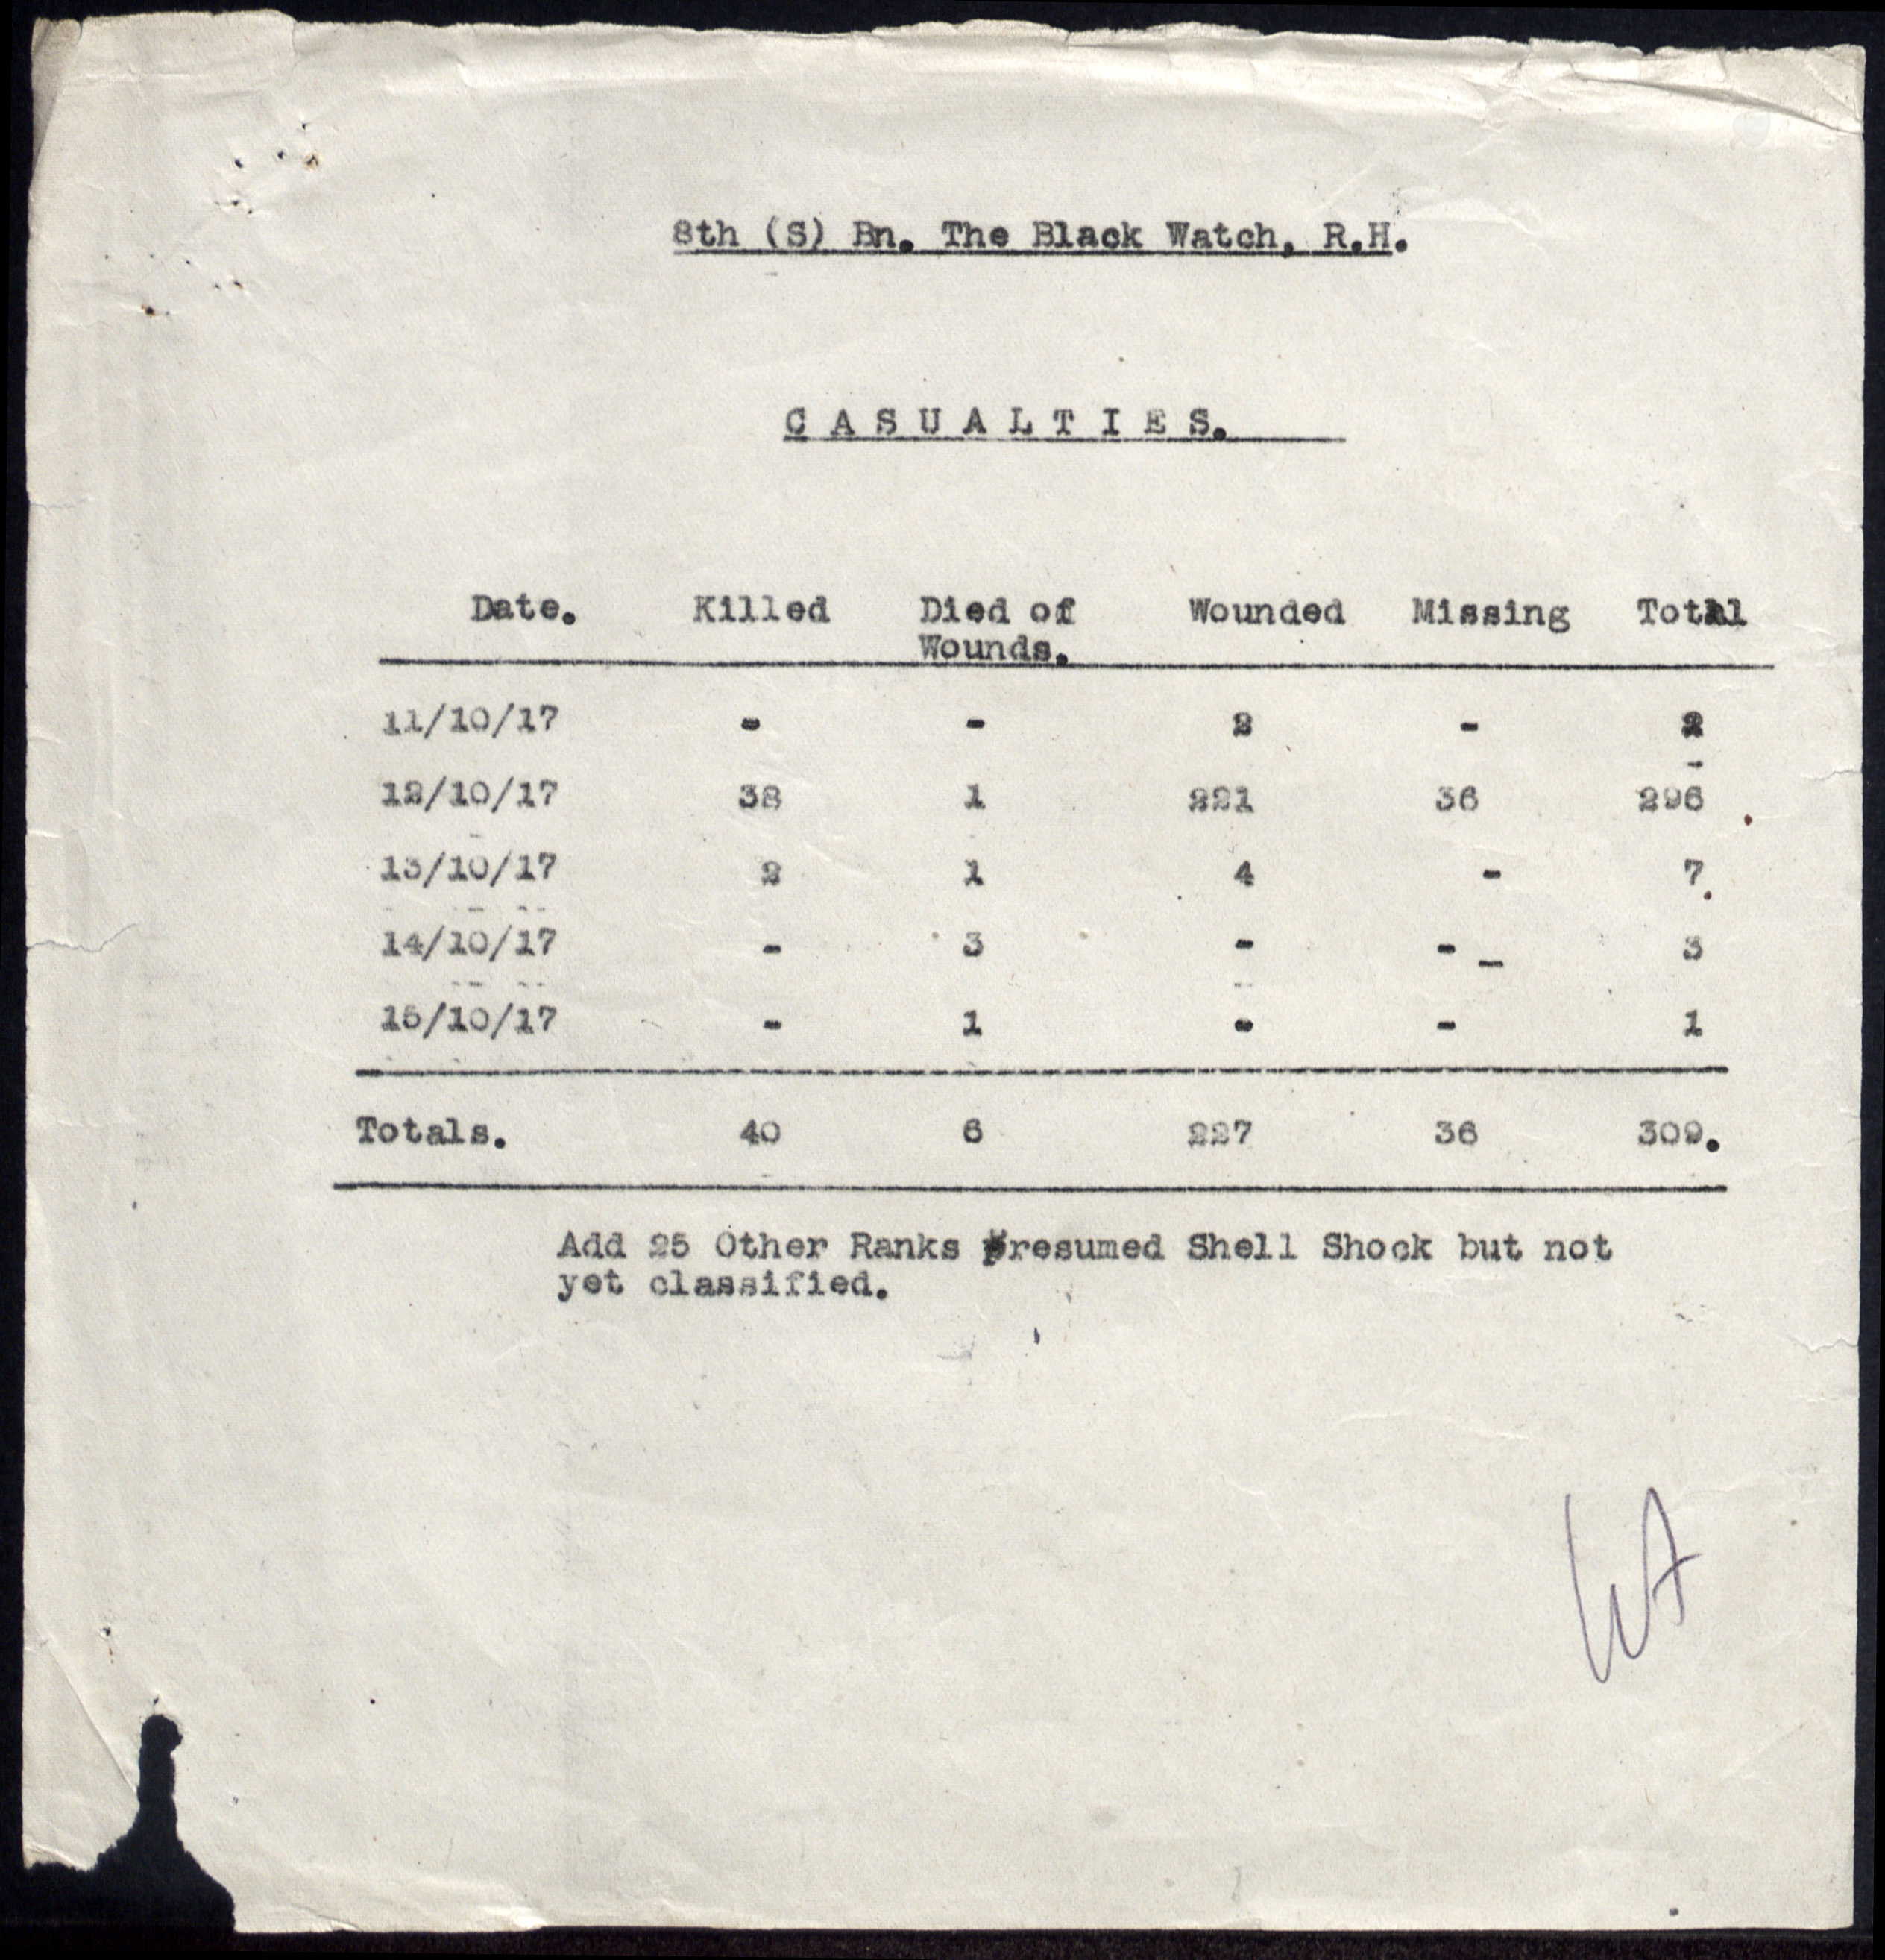 8th (S) Bn. The Black Watch, R.H.
C A S U A L T I E S.
Date. Killed Died of Wounds. Wounded Missing Total
11/10/17 - - 2 - 2
12/10/17 38 1 221 36 296
13/10/17 2 1 4 - 7
14/10/17 - 3 - - 3
15/10/17 - 1 - - 1
Totals. 40 6 227 36 309.
Add 25 Other Ranks presumed Shell Shock but not
yet classified.